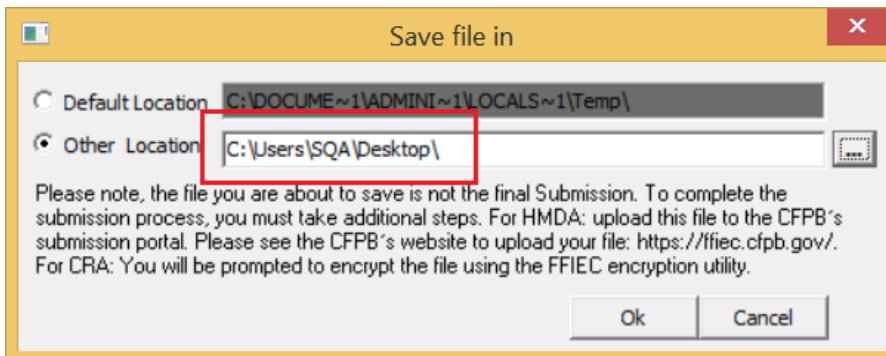 Save file in
x
Default Location C:\DOCUME~1\ADMINI~1\LOCALS~1\Temp\
Other Location C:\Users\SQA\Desktop\ ...
Please note, the file you are about to save is not the final Submission. To complete the
submission process, you must take additional steps. For HMDA: upload this file to the CFPB´s
submission portal. Please see the CFPB´s website to upload your file: https://ffiec.cfpb.gov/.
For CRA: You will be prompted to encrypt the file using the FFIEC encryption utility.
Ok Cancel